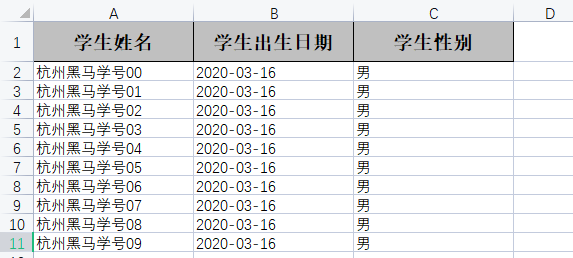 A B C D
1 学生姓名 学生出生日期 学生性别
2 杭州黑马学号00 2020-03-16 男
3 杭州黑马学号01 2020-03-16 男
4 杭州黑马学号02 2020-03-16 男
5 杭州黑马学号03 2020-03-16 男
6 杭州黑马学号04 2020-03-16 男
7 杭州黑马学号05 2020-03-16 男
8 杭州黑马学号06 2020-03-16 男
9 杭州黑马学号07 2020-03-16 男
10 杭州黑马学号08 2020-03-16 男
11 杭州黑马学号09 2020-03-16 男